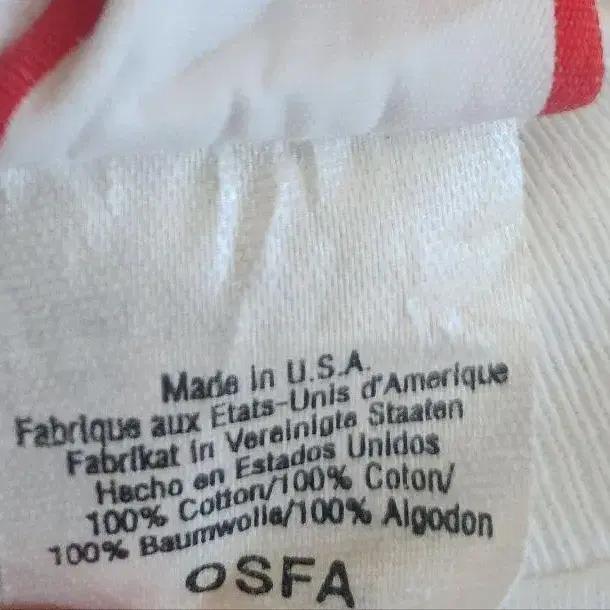 Made in U.S.A.
Fabrique aux Etats-Unis d'Amerique
Fabrikat in Vereinigte Staaten
Hecho en Estados Unidos
100% Cotton/100% Coton/
100% Baumwolle/100% Algodon
OSFA